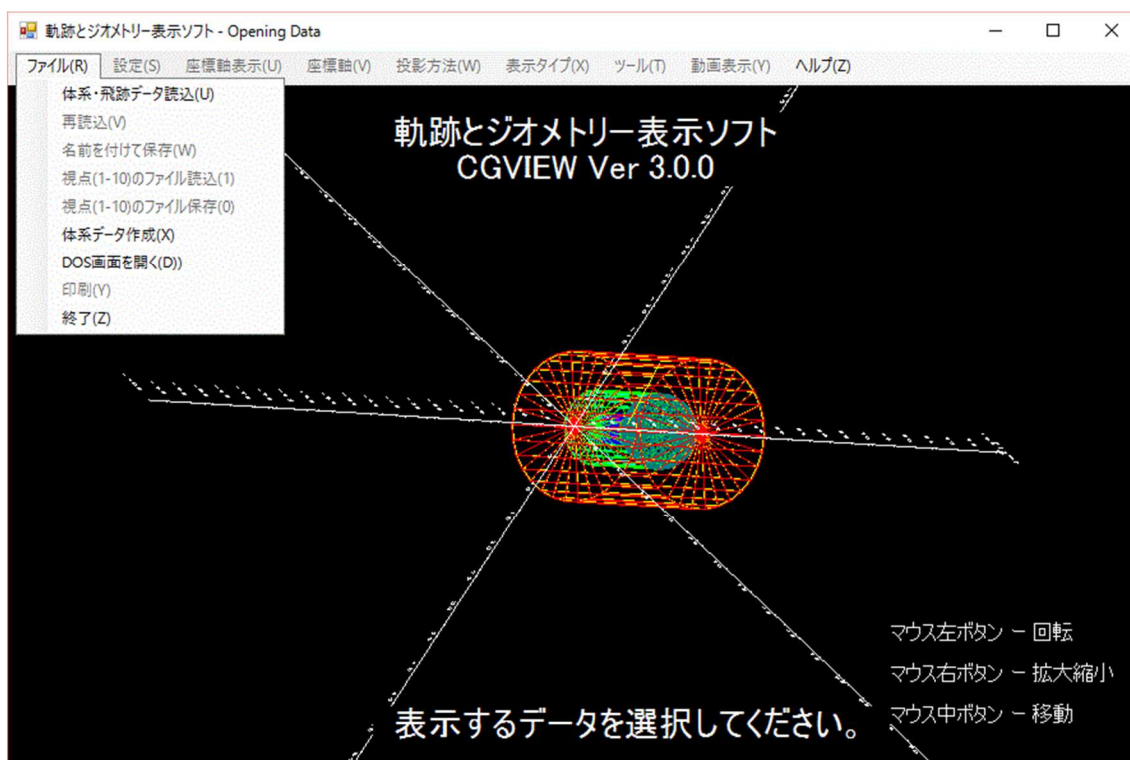 軌跡とジオメトリー表示ソフト - Opening Data
ファイル(R) 設定(S) 座標軸表示(U) 座標軸(V) 投影方法(W) 表示タイプ(X) ツール(T) 動画表示(Y) ヘルプ(Z)
体系・飛跡データ読込(U)
再読込(V)
名前を付けて保存(W)
視点(1-10)のファイル読込(1)
視点(1-10)のファイル保存(0)
体系データ作成(X)
DOS画面を開く(D))
印刷(Y)
終了(Z)
軌跡とジオメトリー表示ソフト
CGVIEW Ver 3.0.0
マウス左ボタン － 回転
マウス右ボタン － 拡大縮小
マウス中ボタン － 移動
表示するデータを選択してください。